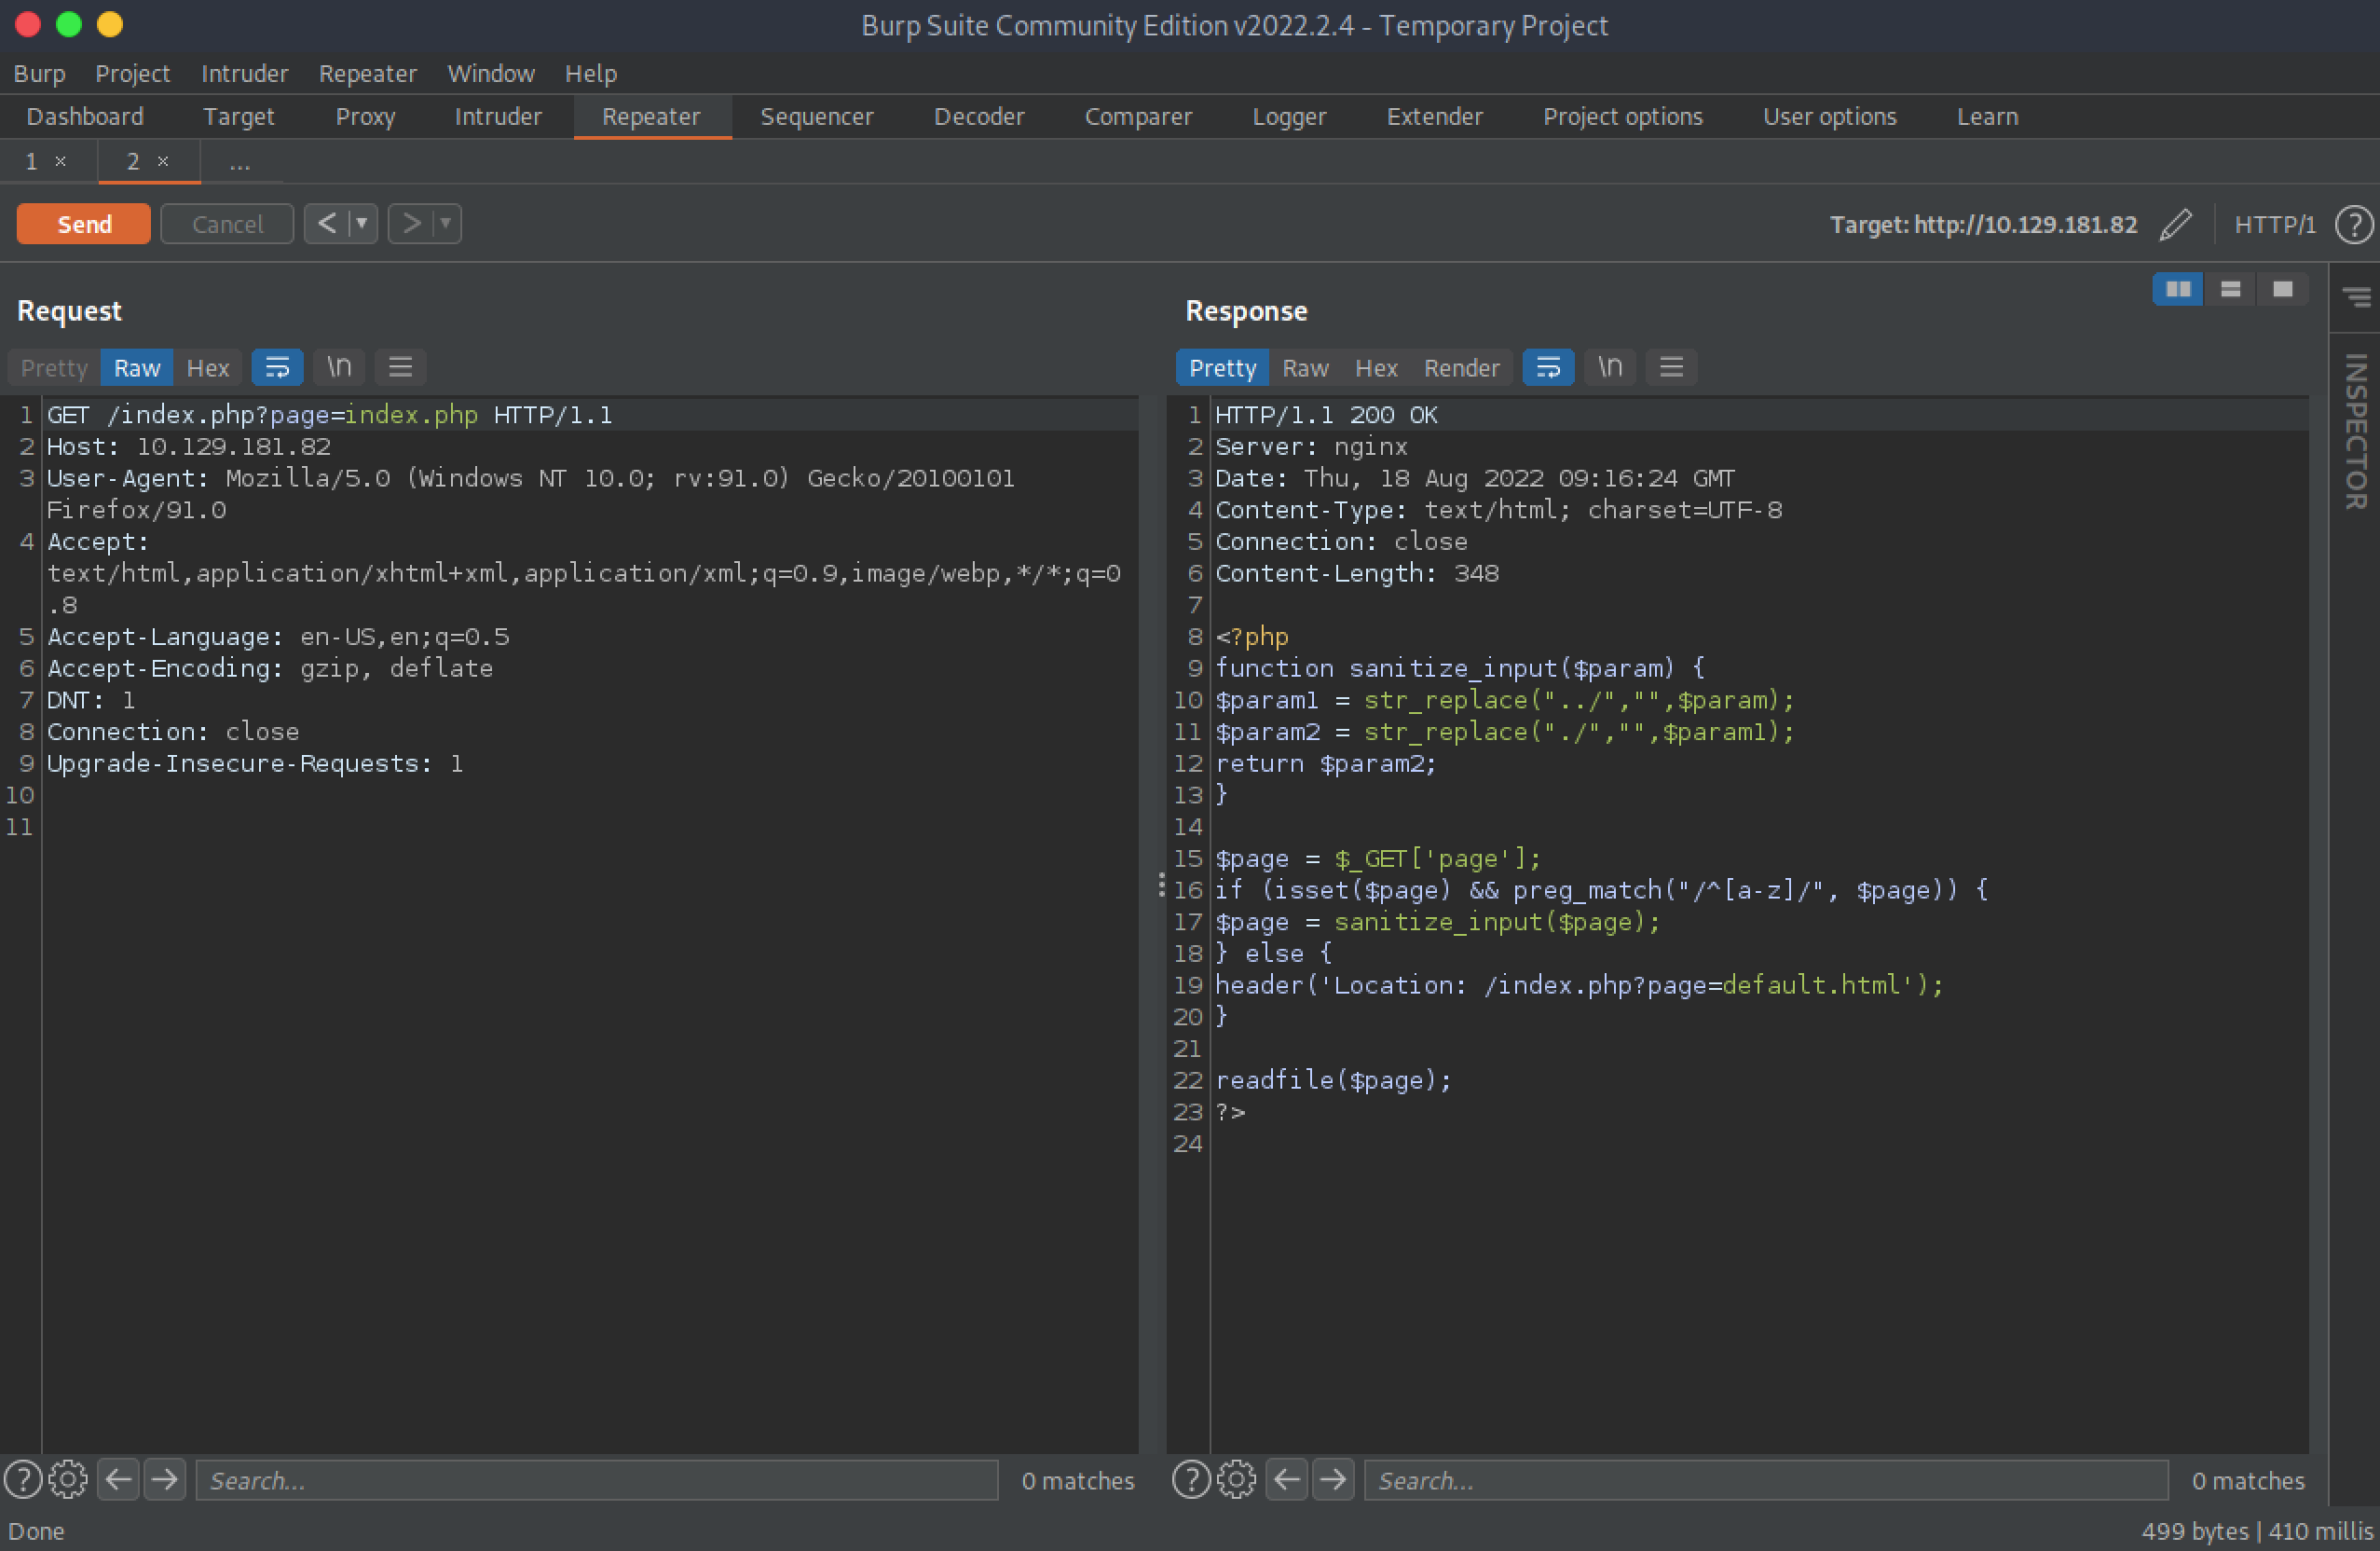 Burp Suite Community Edition v2022.2.4 - Temporary Project
Burp Project Intruder Repeater Window Help
Dashboard Target Proxy Intruder Repeater Sequencer Decoder Comparer Logger Extender Project options User options Learn
1 × 2 × ...
Send Cancel < > Target: http://10.129.181.82 HTTP/1 ?
Request
Pretty Raw Hex \n
1 GET /index.php?page=index.php HTTP/1.1
2 Host: 10.129.181.82
3 User-Agent: Mozilla/5.0 (Windows NT 10.0; rv:91.0) Gecko/20100101
Firefox/91.0
4 Accept:
text/html,application/xhtml+xml,application/xml;q=0.9,image/webp,*/*;q=0
.8
5 Accept-Language: en-US,en;q=0.5
6 Accept-Encoding: gzip, deflate
7 DNT: 1
8 Connection: close
9 Upgrade-Insecure-Requests: 1
10
11
? Search... 0 matches
Response
Pretty Raw Hex Render \n
1 HTTP/1.1 200 OK
2 Server: nginx
3 Date: Thu, 18 Aug 2022 09:16:24 GMT
4 Content-Type: text/html; charset=UTF-8
5 Connection: close
6 Content-Length: 348
7
8 <?php
9 function sanitize_input($param) {
10 $param1 = str_replace("../","",$param);
11 $param2 = str_replace("./","",$param1);
12 return $param2;
13 }
14
15 $page = $_GET['page'];
16 if (isset($page) && preg_match("/^[a-z]/", $page)) {
17 $page = sanitize_input($page);
18 } else {
19 header('Location: /index.php?page=default.html');
20 }
21
22 readfile($page);
23 ?>
24
? Search... 0 matches
INSPECTOR
Done 499 bytes | 410 millis